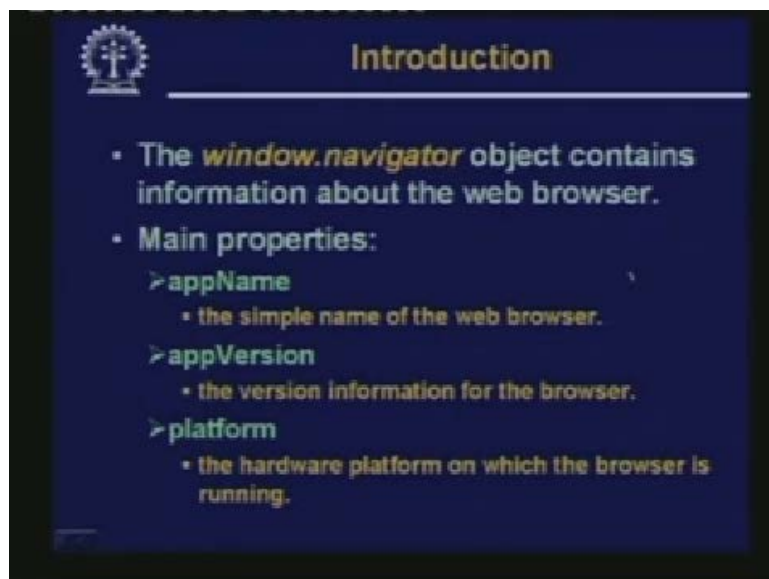 Introduction
▪ The window.navigator object contains
information about the web browser.
▪ Main properties:
➢appName
▪ the simple name of the web browser.
➢appVersion
▪ the version information for the browser.
➢platform
▪ the hardware platform on which the browser is
running.